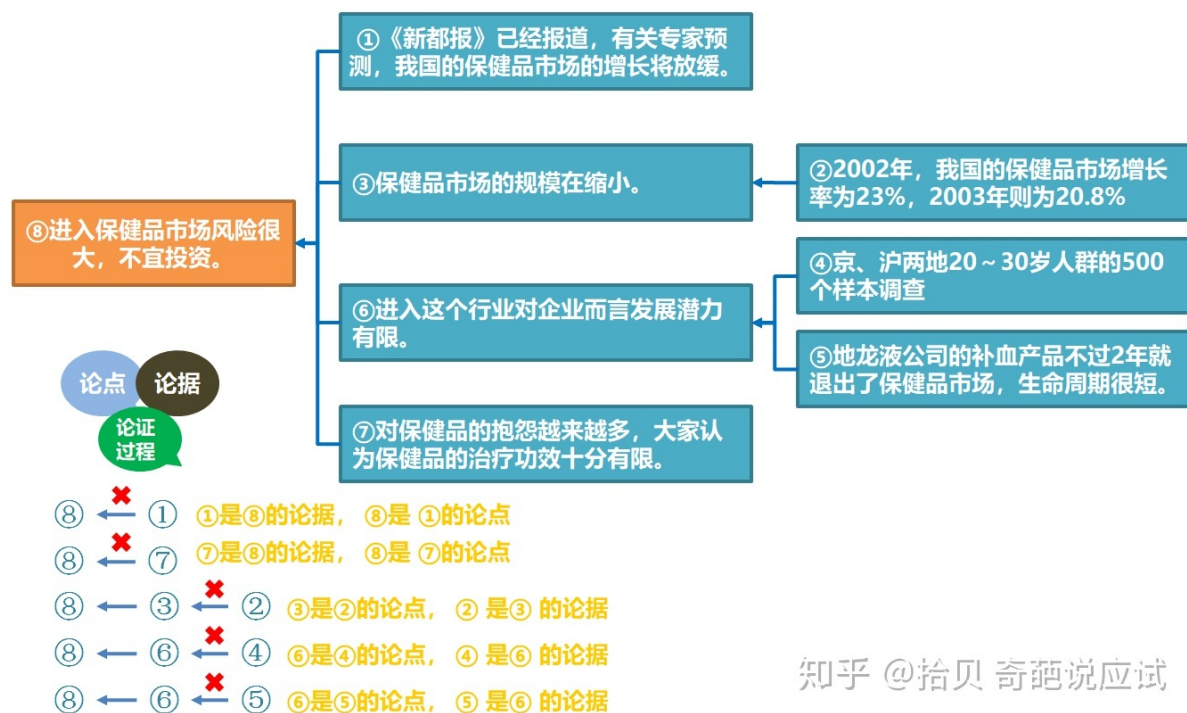 ①《新都报》已经报道，有关专家预
测，我国的保健品市场的增长将放缓。
③保健品市场的规模在缩小。
②2002年，我国的保健品市场增长
率为23%，2003年则为20.8%
⑧进入保健品市场风险很
大，不宜投资。
④京、沪两地20～30岁人群的500
个样本调查
⑥进入这个行业对企业而言发展潜力
有限。
⑤地龙液公司的补血产品不过2年就
退出了保健品市场，生命周期很短。
⑦对保健品的抱怨越来越多，大家认
为保健品的治疗功效十分有限。
论点 论据
论证
过程
⑧ ① ①是⑧的论据， ⑧是 ①的论点
⑧ ⑦ ⑦是⑧的论据， ⑧是 ⑦的论点
⑧ ③ ② ③是②的论点， ② 是③ 的论据
⑧ ⑥ ④ ⑥是④的论点， ④ 是⑥ 的论据
⑧ ⑥ ⑤ ⑥是⑤的论点， ⑤ 是⑥ 的论据
知乎 @拾贝 奇葩说应试